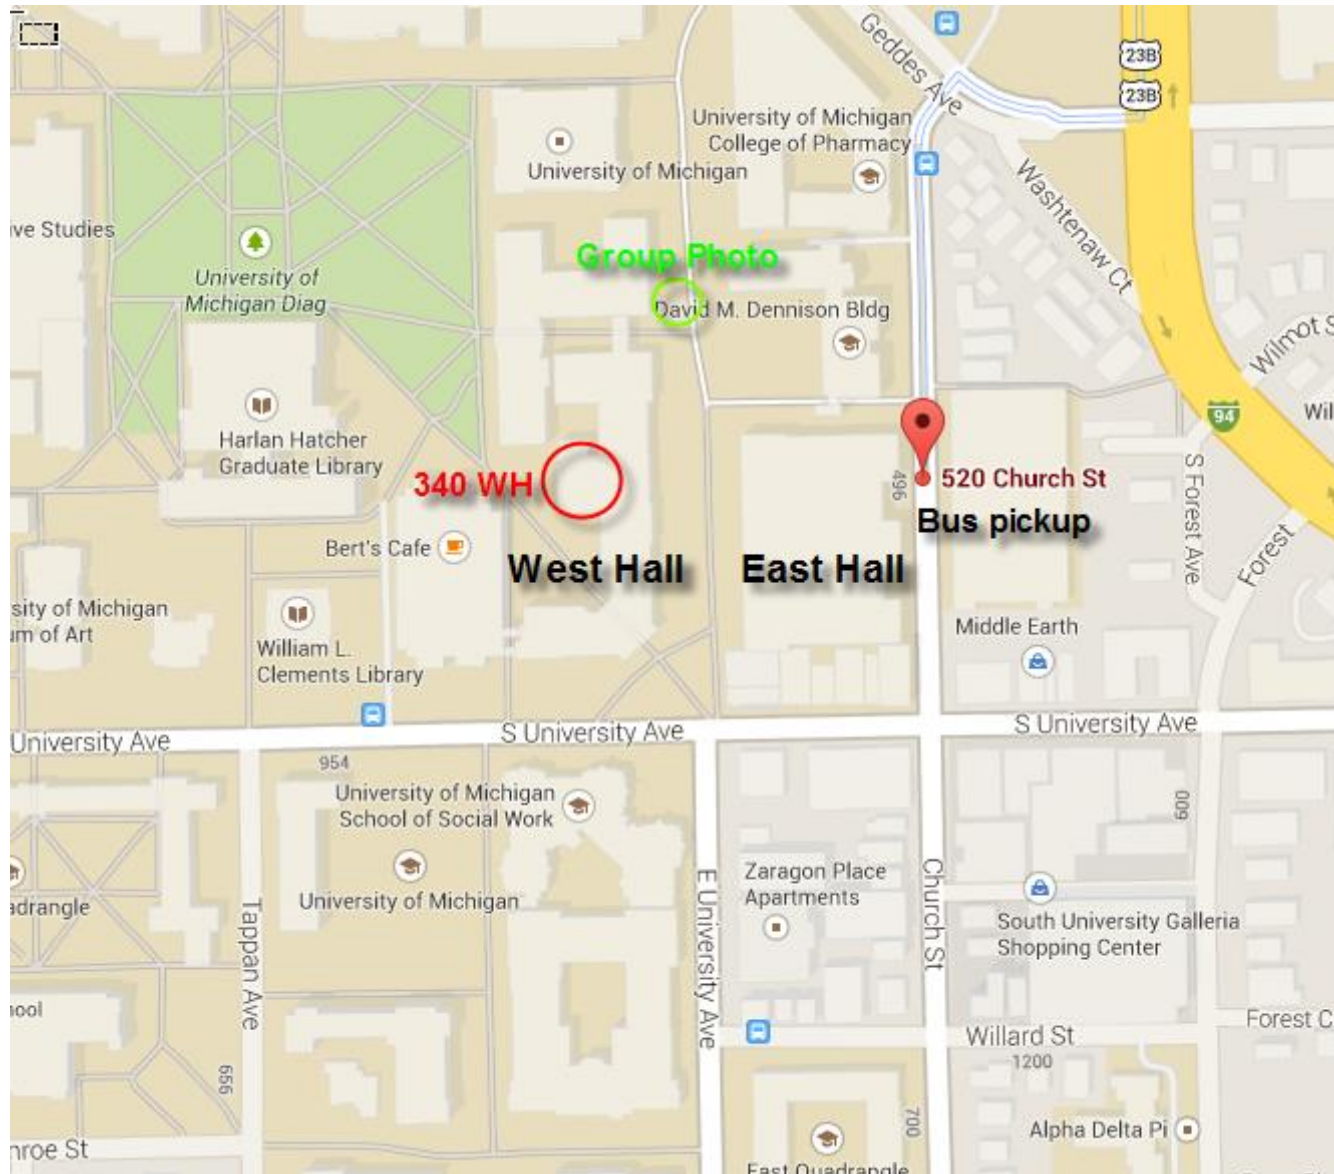 Geddes Ave
23B
23B
University of Michigan
College of Pharmacy
University of Michigan
Washtenaw Ct
ive Studies
Group Photo
University of
Michigan Diag
David M. Dennison Bldg
Wilmot S
94
Wil
Harlan Hatcher
Graduate Library
340 WH
496
520 Church St
Bus pickup
S Forest Ave
Forest
Bert's Cafe
West Hall
East Hall
sity of Michigan
um of Art
William L.
Clements Library
Middle Earth
University Ave
S University Ave
S University Ave
954
University of Michigan
School of Social Work
600
University of Michigan
Zaragon Place
Apartments
Church St
E University Ave
Tappan Ave
adrangle
South University Galleria
Shopping Center
ool
Willard St
1200
Forest C
656
700
nroe St
Alpha Delta Pi
East Quadrangle